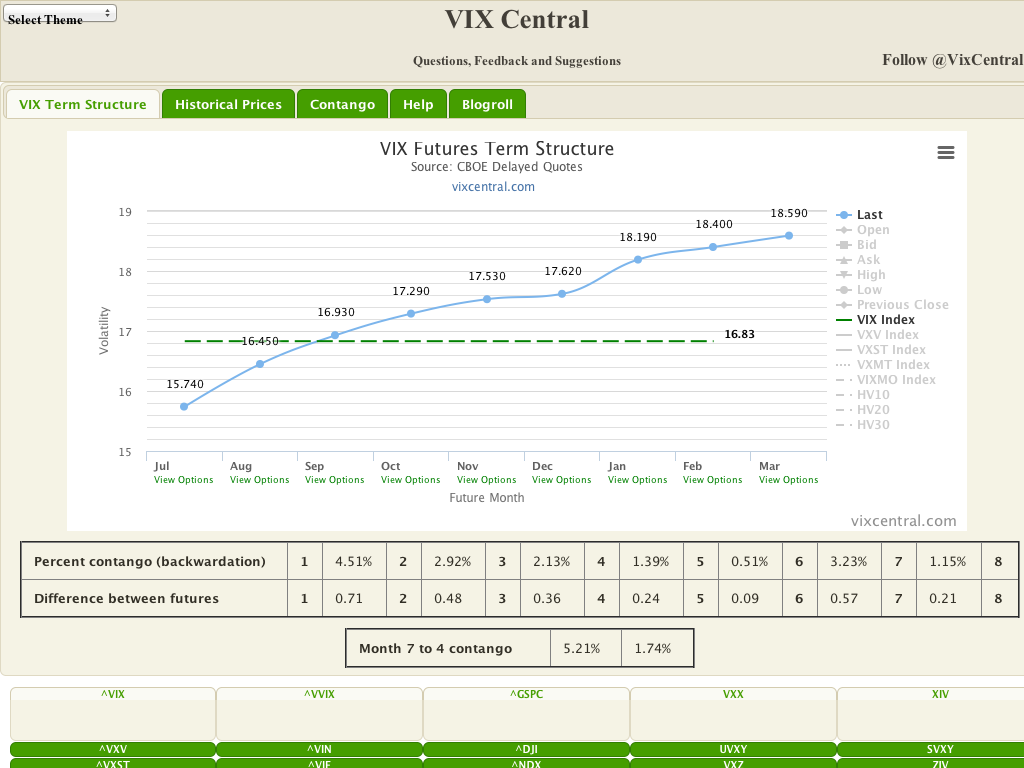 Select Theme
VIX Central
Questions, Feedback and Suggestions
Follow @VixCentral
VIX Term Structure Historical Prices Contango Help Blogroll
VIX Futures Term Structure
Source: CBOE Delayed Quotes
vixcentral.com
Volatility
19
18
17
16
15
15.740
16.450
16.930
17.290
17.530
17.620
18.190
18.400
18.590
16.83
Jul Aug Sep Oct Nov Dec Jan Feb Mar
View Options View Options View Options View Options View Options View Options View Options View Options View Options
Future Month
Last
Open
Bid
Ask
High
Low
Previous Close
VIX Index
VXV Index
VXST Index
VXMT Index
VIXMO Index
HV10
HV20
HV30
vixcentral.com
Percent contango (backwardation) 1 4.51% 2 2.92% 3 2.13% 4 1.39% 5 0.51% 6 3.23% 7 1.15% 8
Difference between futures 1 0.71 2 0.48 3 0.36 4 0.24 5 0.09 6 0.57 7 0.21 8
Month 7 to 4 contango 5.21% 1.74%
^VIX ^VVIX ^GSPC VXX XIV
^VXV ^VIN ^DJI UVXY SVXY
^VXST ^VIF ^NDX VXZ ZIV